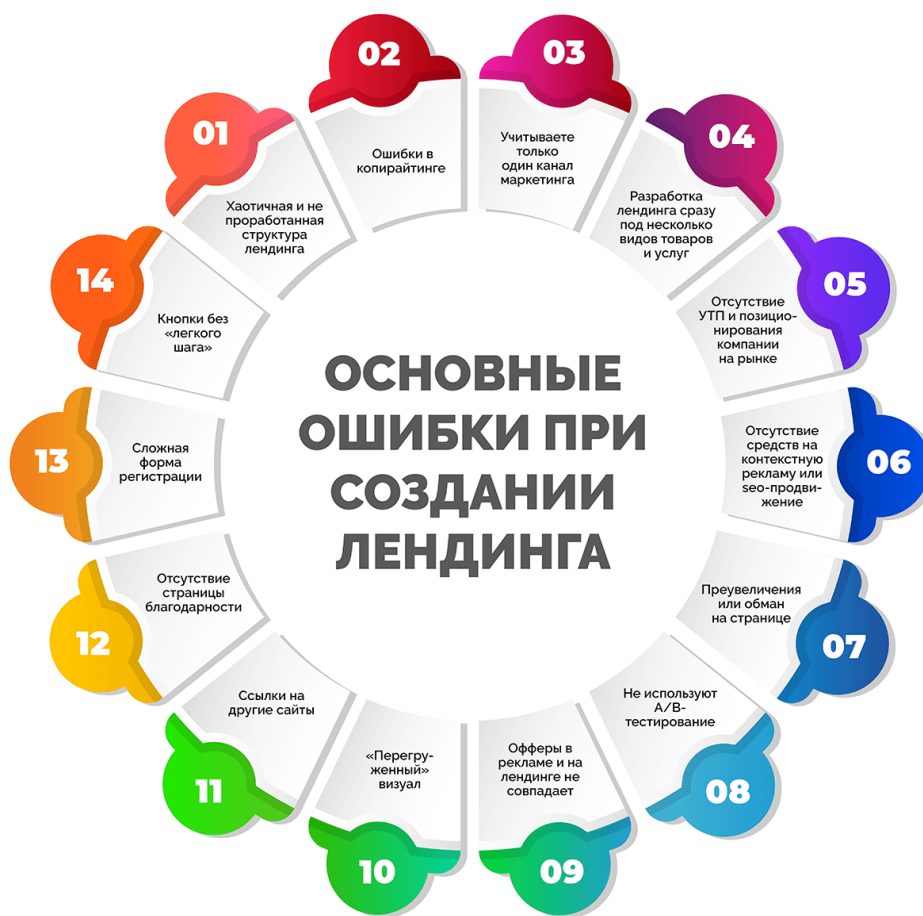 ОСНОВНЫЕ
ОШИБКИ ПРИ
СОЗДАНИИ
ЛЕНДИНГА
01
Хаотичная и не
проработанная
структура
лендинга
02
Ошибки в
копирайтинге
03
Учитываете
только
один канал
маркетинга
04
Разработка
лендинга сразу
под несколько
видов товаров
и услуг
05
Отсутствие
УТП и позицио-
нирования
компании
на рынке
06
Отсутствие
средств на
контекстную
рекламу или
seo-продви-
жение
07
Преувеличения
или обман
на странице
08
Не используют
A/B-
тестирование
09
Офферы в
рекламе и на
лендинге не
совпадает
10
«Перегру-
женный»
визуал
11
Ссылки на
другие сайты
12
Отсутствие
страницы
благодарности
13
Сложная
форма
регистрации
14
Кнопки без
«легкого
шага»